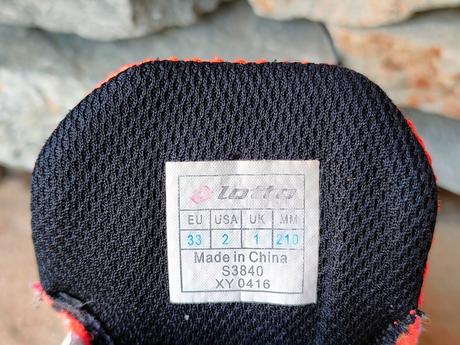 lotto
EU USA UK MM
33 2 1 210
Made in China
S3840
XY 0416